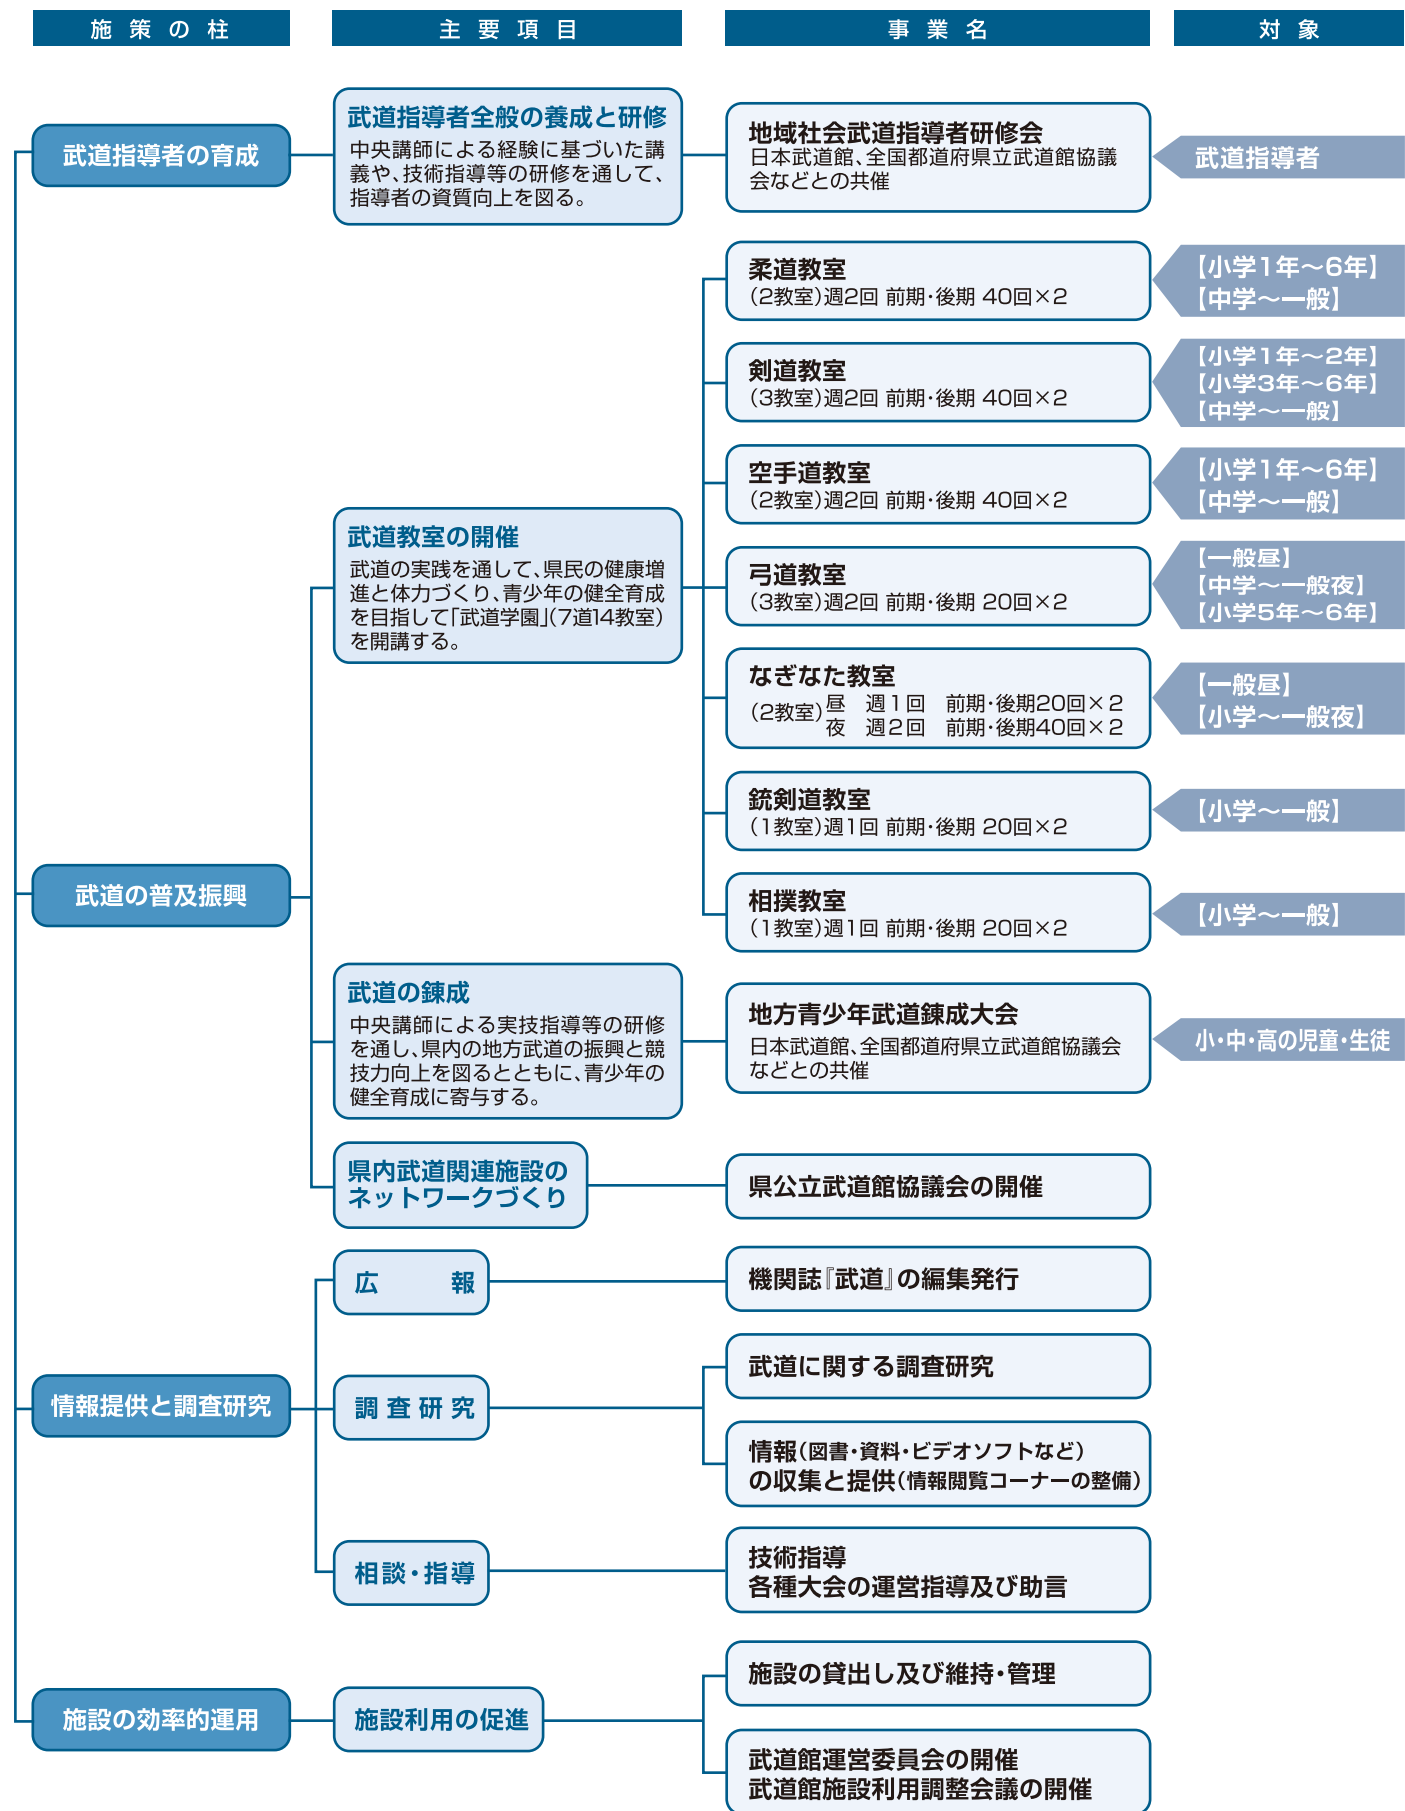 施策の柱
主要項目
事業名
対象
武道指導者の育成
武道指導者全般の養成と研修
中央講師による経験に基づいた講
義や、技術指導等の研修を通して、
指導者の資質向上を図る。
地域社会武道指導者研修会
日本武道館、全国都道府県立武道館協議
会などとの共催
武道指導者
武道の普及振興
武道教室の開催
武道の実践を通して、県民の健康増
進と体力づくり、青少年の健全育成
を目指して「武道学園」(7道14教室)
を開講する。
柔道教室
(2教室)週2回 前期・後期 40回×2
【小学1年〜6年】
【中学〜一般】
剣道教室
(3教室)週2回 前期・後期 40回×2
【小学1年〜2年】
【小学3年〜6年】
【中学〜一般】
空手道教室
(2教室)週2回 前期・後期 40回×2
【小学1年〜6年】
【中学〜一般】
弓道教室
(3教室)週2回 前期・後期 20回×2
【一般昼】
【中学〜一般夜】
【小学5年〜6年】
なぎなた教室
(2教室)
昼 週1回 前期・後期20回×2
夜 週2回 前期・後期40回×2
【一般昼】
【小学〜一般夜】
銃剣道教室
(1教室)週1回 前期・後期 20回×2
【小学〜一般】
相撲教室
(1教室)週1回 前期・後期 20回×2
【小学〜一般】
武道の錬成
中央講師による実技指導等の研修
を通し、県内の地方武道の振興と競
技力向上を図るとともに、青少年の
健全育成に寄与する。
地方青少年武道錬成大会
日本武道館、全国都道府県立武道館協議会
などとの共催
小・中・高の児童・生徒
県内武道関連施設の
ネットワークづくり
県公立武道館協議会の開催
情報提供と調査研究
広報
機関誌『武道』の編集発行
調査研究
武道に関する調査研究
情報(図書・資料・ビデオソフトなど)
の収集と提供(情報閲覧コーナーの整備)
相談・指導
技術指導
各種大会の運営指導及び助言
施設の効率的運用
施設利用の促進
施設の貸出し及び維持・管理
武道館運営委員会の開催
武道館施設利用調整会議の開催